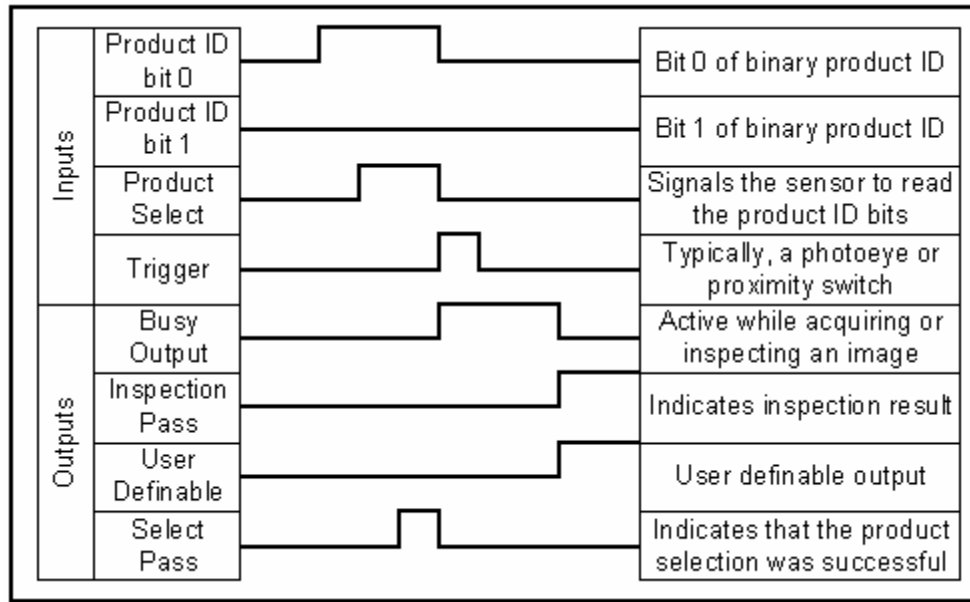 Inputs
Product ID
bit 0
Bit 0 of binary product ID
Product ID
bit 1
Bit 1 of binary product ID
Product
Select
Signals the sensor to read
the product ID bits
Trigger
Typically, a photoeye or
proximity switch
Outputs
Busy
Output
Active while acquiring or
inspecting an image
Inspection
Pass
Indicates inspection result
User
Definable
User definable output
Select
Pass
Indicates that the product
selection was successful